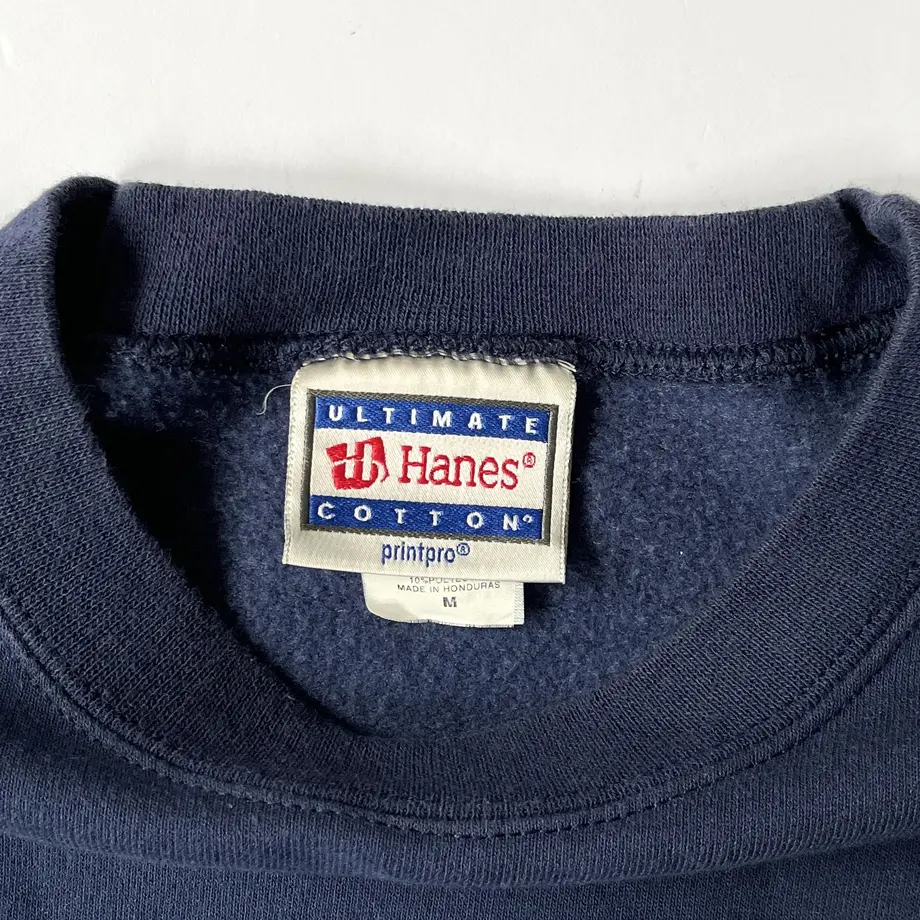 ULTIMATE
Hanes®
COTTON®
printpro®
MADE IN HONDURAS
M